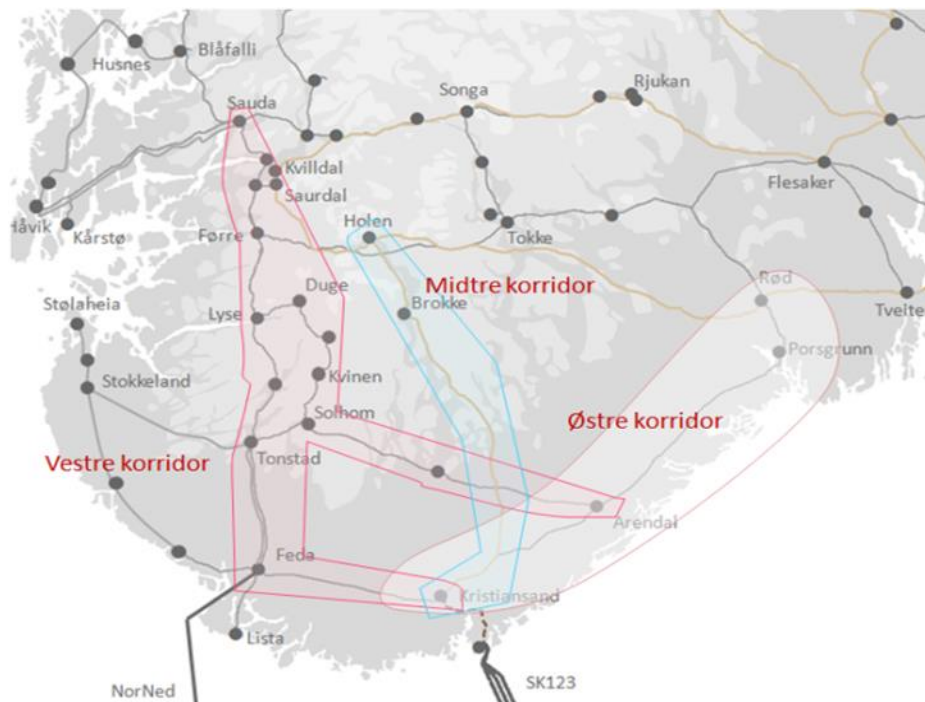 Blåfalli
Husnes
Sauda
Songa
Rjukan
Kvilldal
Saurdal
Flesaker
Håvik
Kårstø
Førre
Holen
Tokke
Midtre korridor
Duge
Rød
Stølaheia
Lyse
Brokke
Tveite
Porsgrunn
Stokkeland
Kvinen
Solhom
Østre korridor
Vestre korridor
Tonstad
Arendal
Feda
Kristiansand
Lista
NorNed
SK123